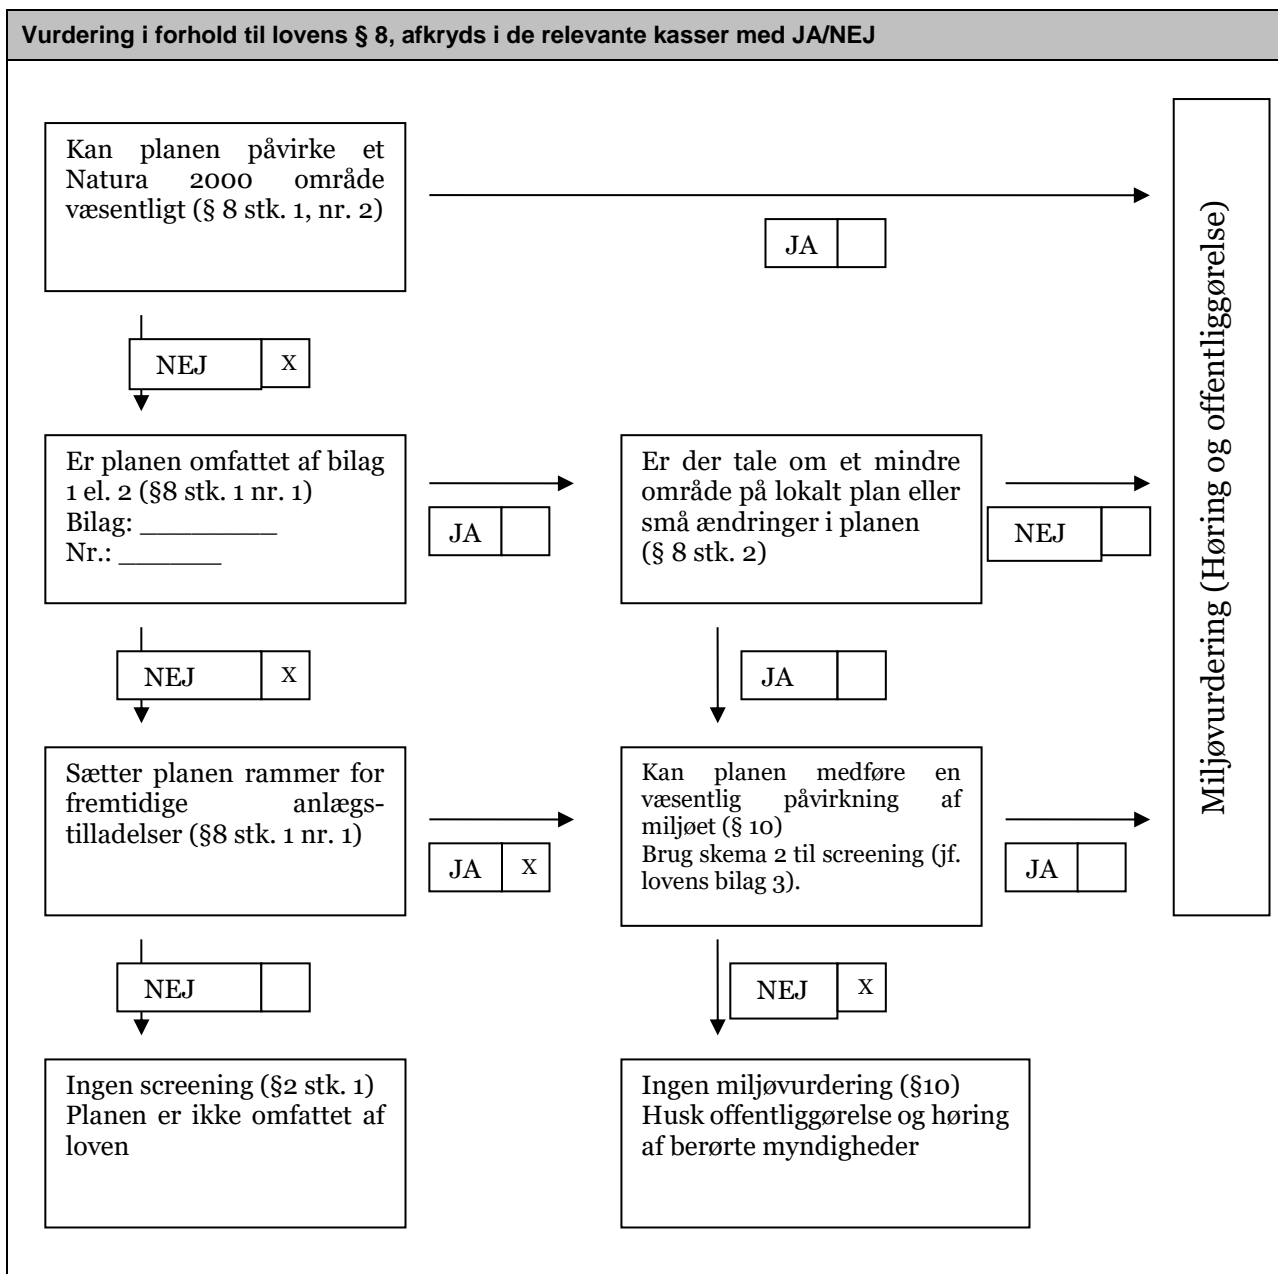 Vurdering i forhold til lovens § 8, afkryds i de relevante kasser med JA/NEJ
Kan planen påvirke et
Natura 2000 område
væsentligt (§ 8 stk. 1, nr. 2)
JA
NEJ X
Er planen omfattet af bilag
1 el. 2 (§8 stk. 1 nr. 1)
Bilag: ________
Nr.: ______
JA
Er der tale om et mindre
område på lokalt plan eller
små ændringer i planen
(§ 8 stk. 2)
NEJ
NEJ X
JA
Sætter planen rammer for
fremtidige anlægs-
tilladelser (§8 stk. 1 nr. 1)
JA X
Kan planen medføre en
væsentlig påvirkning af
miljøet (§ 10)
Brug skema 2 til screening (jf.
lovens bilag 3).
JA
NEJ
NEJ X
Ingen screening (§2 stk. 1)
Planen er ikke omfattet af
loven
Ingen miljøvurdering (§10)
Husk offentliggørelse og høring
af berørte myndigheder
Miljøvurdering (Høring og offentliggørelse)